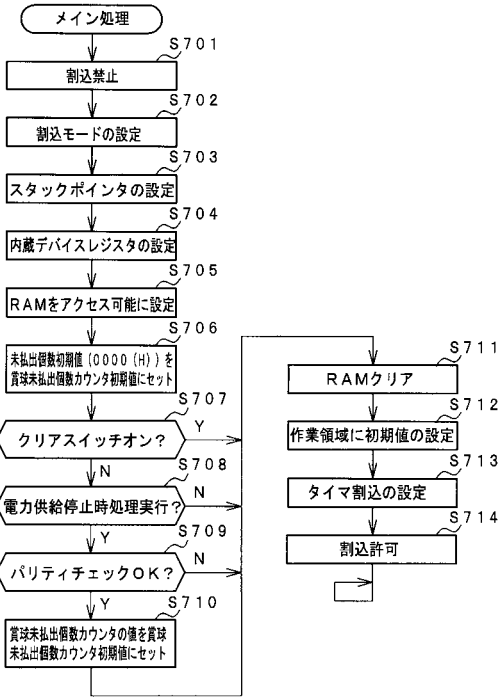 メイン処理
S701
割込禁止
S702
割込モードの設定
S703
スタックポインタの設定
S704
内蔵デバイスレジスタの設定
S705
RAMをアクセス可能に設定
S706
未払出個数初期値(0000(H))を
賞球未払出個数カウンタ初期値にセット
S707
クリアスイッチオン?
Y
N
S708
電力供給停止時処理実行?
N
Y
S709
パリティチェックOK?
N
Y
S710
賞球未払出個数カウンタの値を賞球
未払出個数カウンタ初期値にセット
S711
RAMクリア
S712
作業領域に初期値の設定
S713
タイマ割込の設定
S714
割込許可